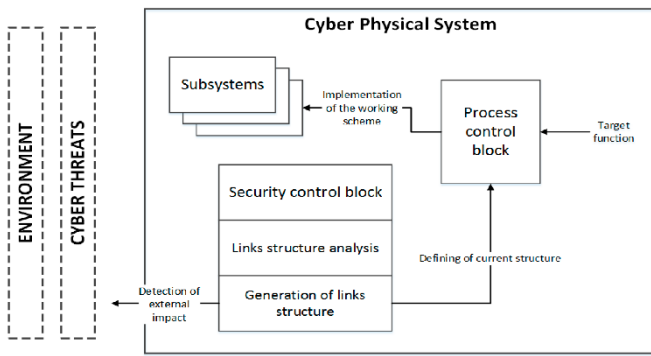 Cyber Physical System
ENVIRONMENT
CYBER THREATS
Subsystems
Implementation
of the working
scheme
Process
control
block
Target
function
Security control block
Links structure analysis
Generation of links
structure
Defining of current structure
Detection of
external
impact